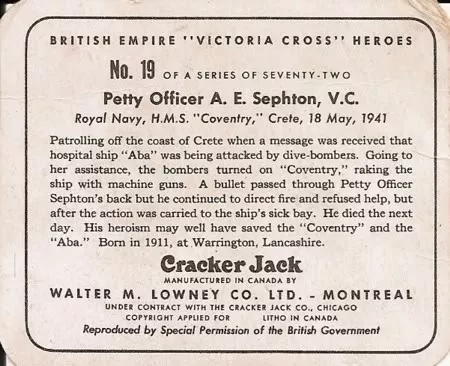 BRITISH EMPIRE "VICTORIA CROSS" HEROES
No. 19 OF A SERIES OF SEVENTY-TWO
Petty Officer A. E. Sephton, V.C.
Royal Navy, H.M.S. "Coventry," Crete, 18 May, 1941
Patrolling off the coast of Crete when a message was received that
hospital ship "Aba" was being attacked by dive-bombers. Going to
her assistance, the bombers turned on "Coventry," raking the
ship with machine guns. A bullet passed through Petty Officer
Sephton's back but he continued to direct fire and refused help, but
after the action was carried to the ship's sick bay. He died the next
day. His heroism may well have saved the "Coventry" and the
"Aba." Born in 1911, at Warrington, Lancashire.
Cracker Jack
MANUFACTURED IN CANADA BY
WALTER M. LOWNEY CO. LTD. - MONTREAL
UNDER CONTRACT WITH THE CRACKER JACK CO., CHICAGO
COPYRIGHT APPLIED FOR LITHO IN CANADA
Reproduced by Special Permission of the British Government